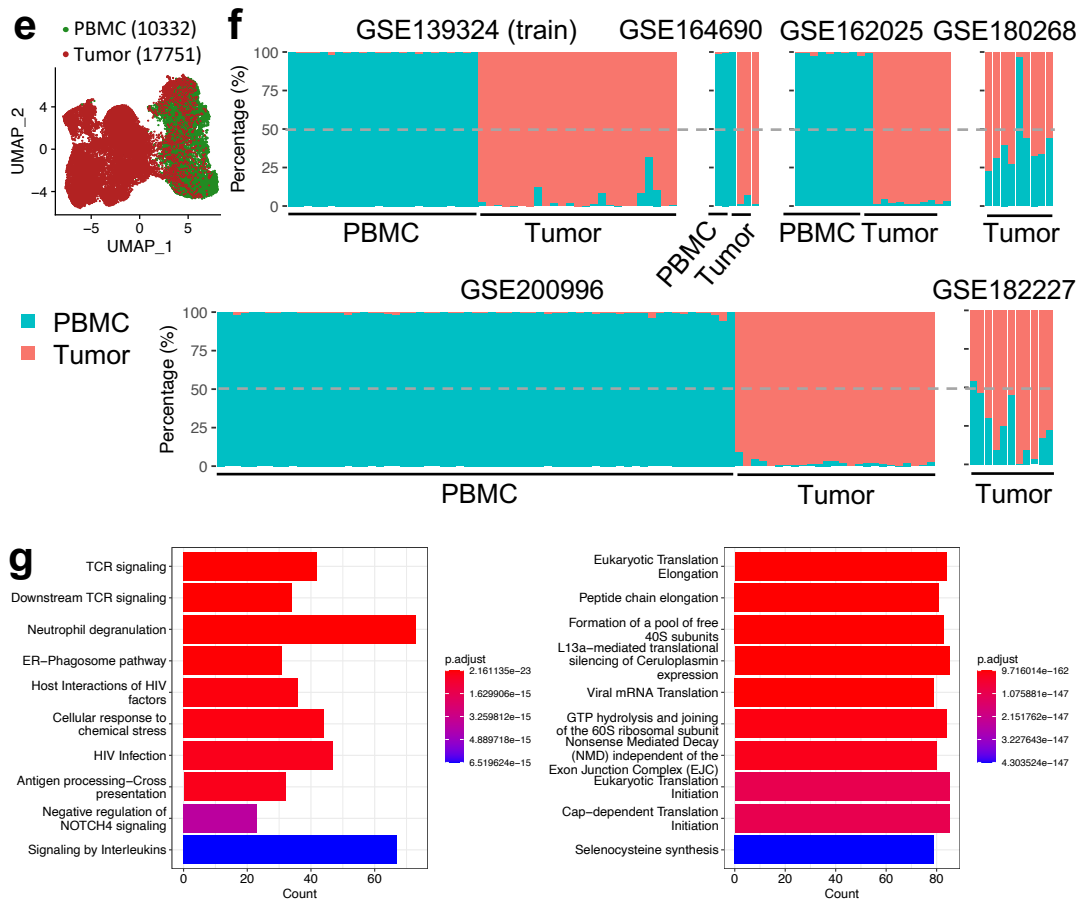 e
PBMC (10332)
Tumor (17751)
UMAP_2
4
0
−4
−5
0
5
UMAP_1
f
GSE139324 (train)
GSE164690
GSE162025
GSE180268
Percentage (%)
100
75
50
25
0
PBMC
Tumor
PBMC
Tumor
PBMC
Tumor
Tumor
GSE200996
GSE182227
PBMC
Tumor
Percentage (%)
100
75
50
25
0
PBMC
Tumor
Tumor
g
TCR signaling
Downstream TCR signaling
Neutrophil degranulation
ER−Phagosome pathway
Host Interactions of HIV
factors
Cellular response to
chemical stress
HIV Infection
Antigen processing−Cross
presentation
Negative regulation of
NOTCH4 signaling
Signaling by Interleukins
0
20
40
60
Count
p.adjust
2.161135e−23
1.629906e−15
3.259812e−15
4.889718e−15
6.519624e−15
Eukaryotic Translation
Elongation
Peptide chain elongation
Formation of a pool of free
40S subunits
L13a−mediated translational
silencing of Ceruloplasmin
expression
Viral mRNA Translation
GTP hydrolysis and joining
of the 60S ribosomal subunit
Nonsense Mediated Decay
(NMD) independent of the
Exon Junction Complex (EJC)
Eukaryotic Translation
Initiation
Cap−dependent Translation
Initiation
Selenocysteine synthesis
0
20
40
60
80
Count
p.adjust
9.716014e−162
1.075881e−147
2.151762e−147
3.227643e−147
4.303524e−147